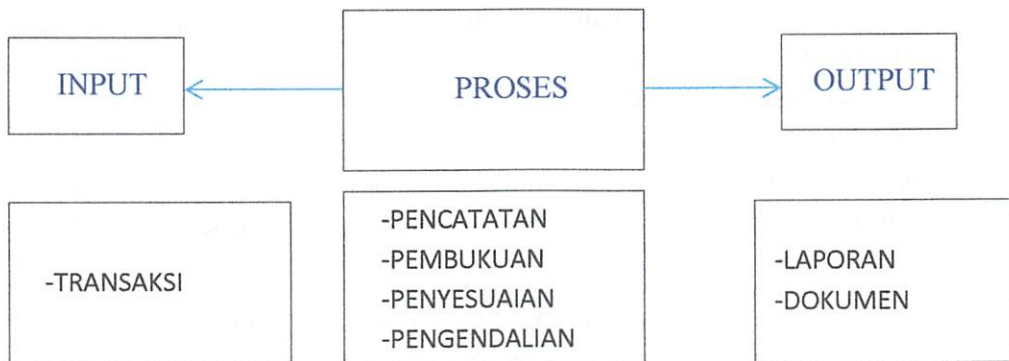 INPUT
PROSES
OUTPUT
-TRANSAKSI
-PENCATATAN
-PEMBUKUAN
-PENYESUAIAN
-PENGENDALIAN
-LAPORAN
-DOKUMEN